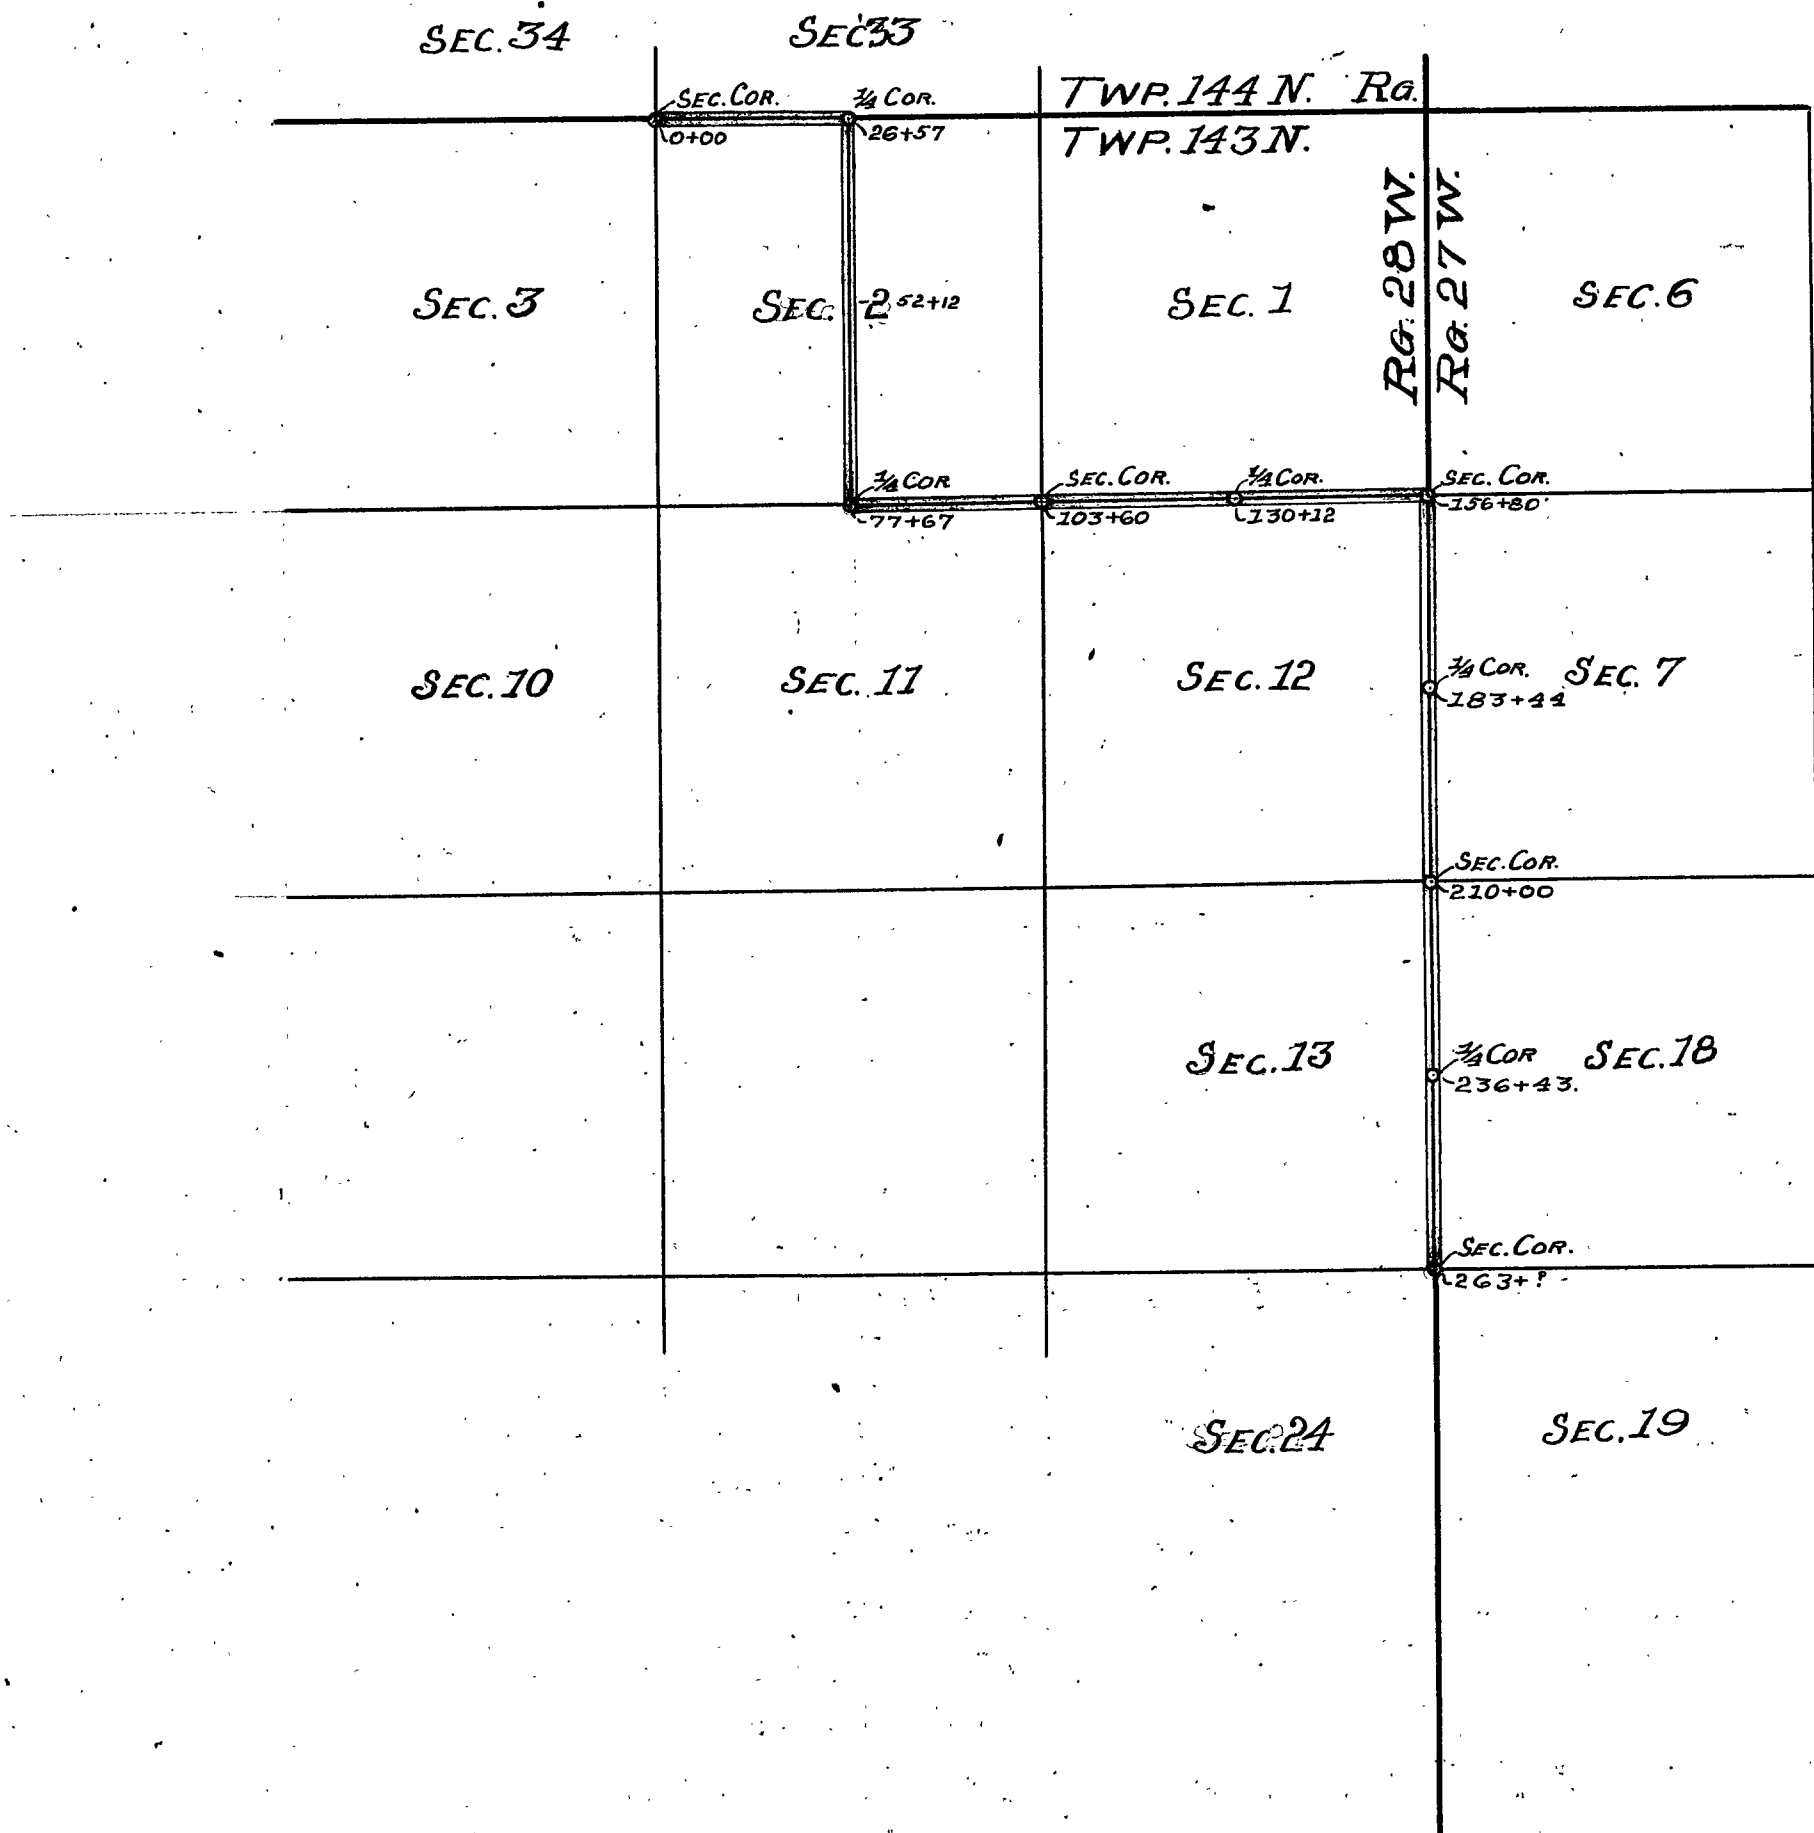 SEC. 34
SEC 33
SEC. COR.
1/4 COR.
TWP. 144 N. RG.
0+00
26+57
TWP. 143 N.
RG. 28 W.
RG. 27 W.
SEC. 3
SEC. 2
52+12
SEC. 1
SEC. 6
1/4 COR
SEC. COR.
1/4 COR.
SEC. COR.
77+67
103+60
130+12
156+80
SEC. 10
SEC. 11
SEC. 12
1/4 COR.
183+44
SEC. 7
SEC. COR.
210+00
SEC. 13
1/4 COR
236+43.
SEC. 18
SEC. COR.
263+?
SEC. 24
SEC. 19